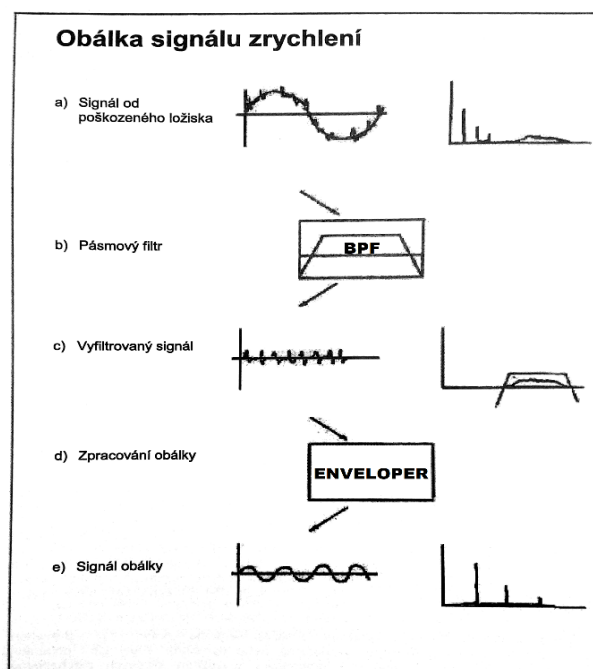 Obálka signálu zrychlení
a) Signál od
poškozeného ložiska
b) Pásmový filtr
BPF
c) Vyfiltrovaný signál
d) Zpracování obálky
ENVELOPER
e) Signál obálky